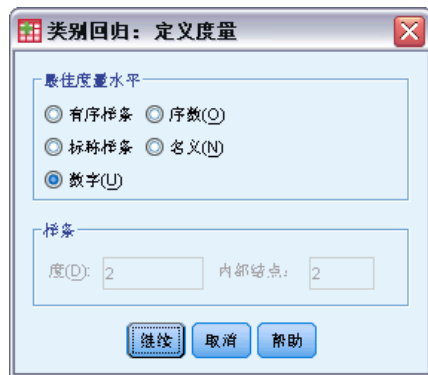 类别回归：定义度量
最佳度量水平
有序样条 序数(O)
标称样条 名义(N)
数字(U)
样条
度(D): 2 内部结点： 2
继续 取消 帮助